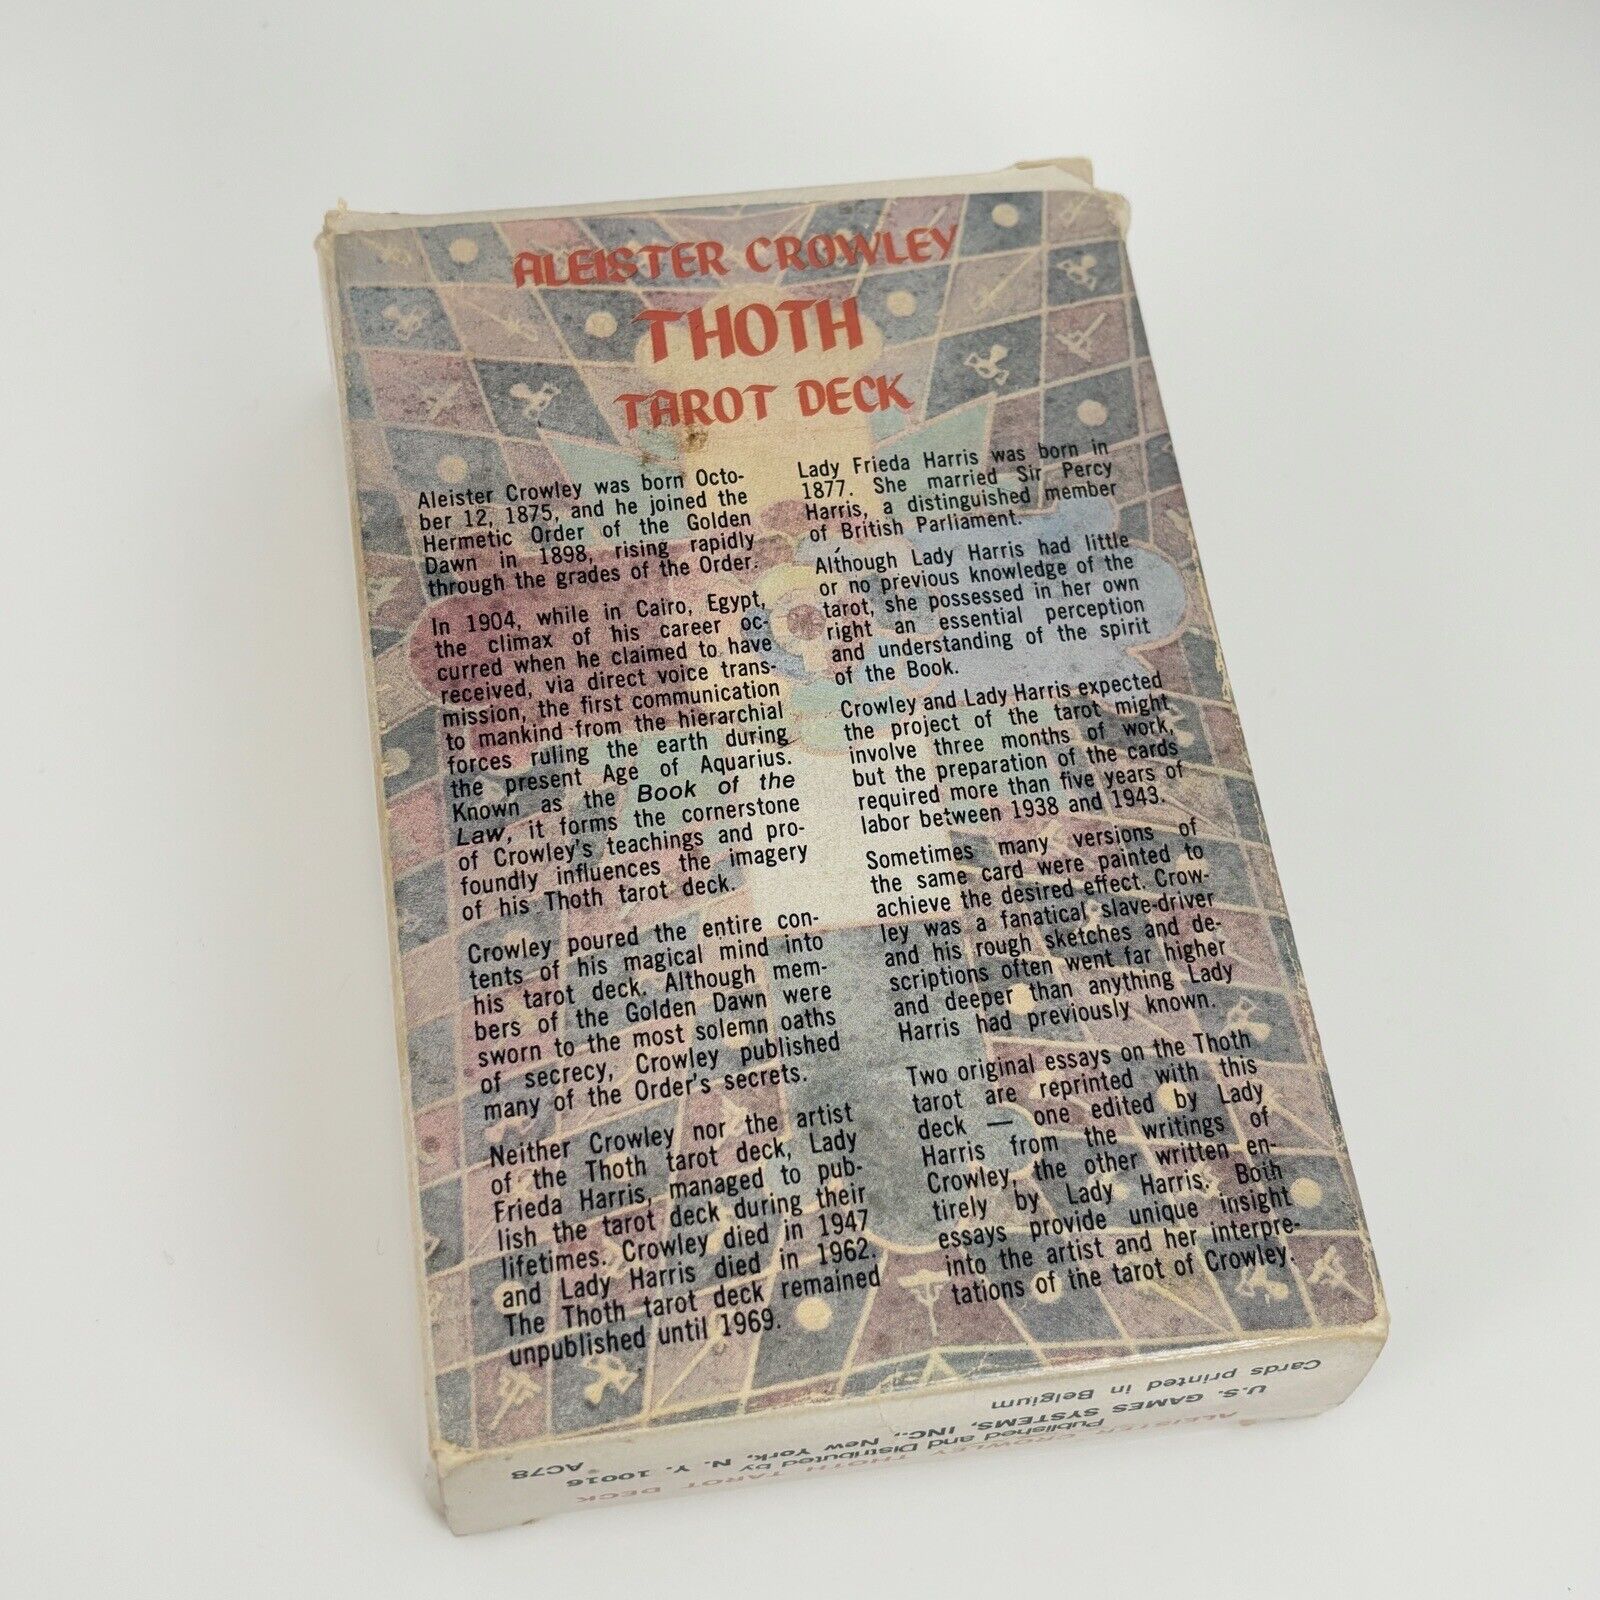 ALEISTER CROWLEY
THOTH
TAROT DECK
Aleister Crowley was born Octo-
ber 12, 1875, and he joined the
Hermetic Order of the Golden
Dawn in 1898, rising rapidly
through the grades of the Order.
In 1904, while in Cairo, Egypt,
the climax of his career oc-
curred when he claimed to have
received, via direct voice trans-
mission, the first communication
to mankind from the hierarchial
forces ruling the earth during
the present Age of Aquarius.
Known as the Book of the
Law, it forms the cornerstone
of Crowley's teachings and pro-
foundly influences the imagery
of his Thoth tarot deck.
Crowley poured the entire con-
tents of his magical mind into
his tarot deck. Although mem-
bers of the Golden Dawn were
sworn to the most solemn oaths
of secrecy, Crowley published
many of the Order's secrets.
Neither Crowley nor the artist
of the Thoth tarot deck, Lady
Frieda Harris, managed to pub-
lish the tarot deck during their
lifetimes. Crowley died in 1947
and Lady Harris died in 1962.
The Thoth tarot deck remained
unpublished until 1969.
Lady Frieda Harris was born in
1877. She married Sir Percy
Harris, a distinguished member
of British Parliament.
Although Lady Harris had little
or no previous knowledge of the
tarot, she possessed in her own
right an essential perception
and understanding of the spirit
of the Book.
Crowley and Lady Harris expected
the project of the tarot might
involve three months of work,
but the preparation of the cards
required more than five years of
labor between 1938 and 1943.
Sometimes many versions of
the same card were painted to
achieve the desired effect. Crow-
ley was a fanatical slave-driver
and his rough sketches and de-
scriptions often went far higher
and deeper than anything Lady
Harris had previously known.
Two original essays on the Thoth
tarot are reprinted with this
deck — one edited by Lady
Harris from the writings of
Crowley, the other written en-
tirely by Lady Harris. Both
essays provide unique insight
into the artist and her interpre-
tations of the tarot of Crowley.
ALEISTER CROWLEY THOTH TAROT DECK
Published and Distributed by
U.S. GAMES SYSTEMS, INC., New York, N. Y. 10016
Cards printed in Belgium
AC78